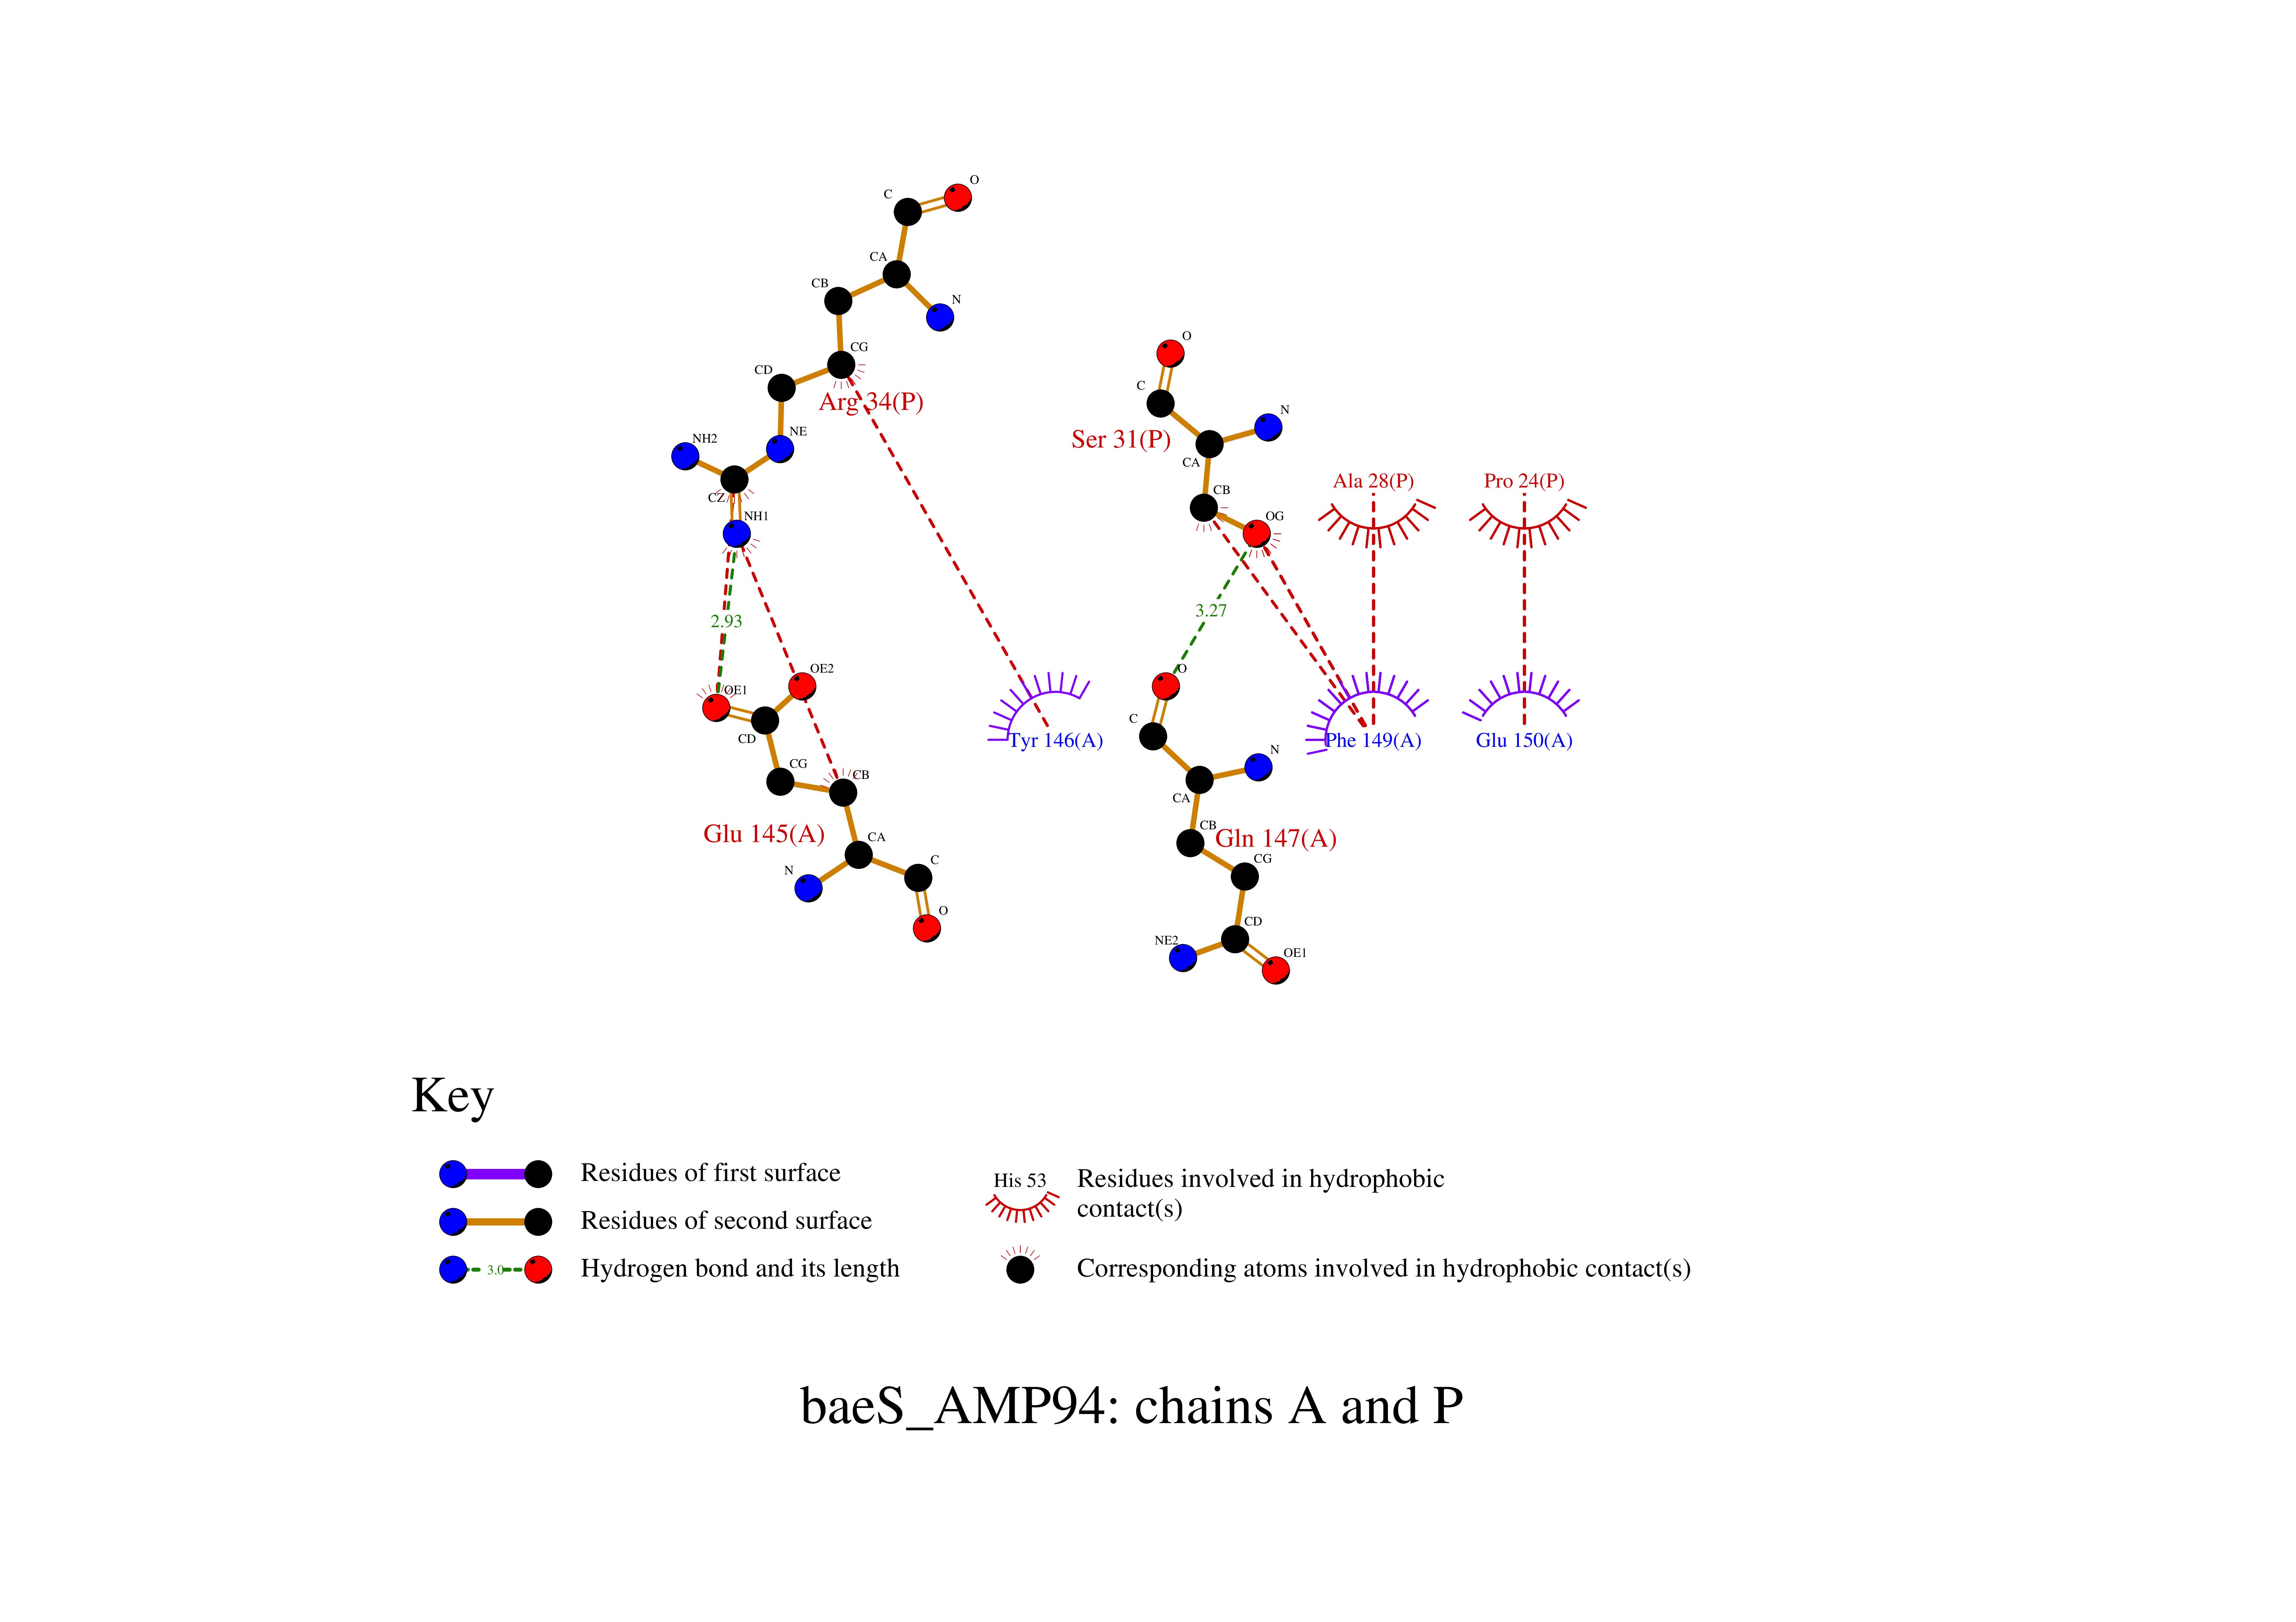 O
C
CA
CB
N
CG
CD
Arg 34(P)
NH2
NE
CZ
NH1
O
C
N
Ser 31(P)
CA
CB
OG
Ala 28(P)
Pro 24(P)
2.93
3.27
OE2
OE1
CD
CG
CB
Glu 145(A)
CA
N
C
O
Tyr 146(A)
Phe 149(A)
Glu 150(A)
O
C
N
CA
CB
Gln 147(A)
CG
CD
NE2
OE1
Key
Residues of first surface
Residues of second surface
3.0
Hydrogen bond and its length
His 53
Residues involved in hydrophobic
contact(s)
Corresponding atoms involved in hydrophobic contact(s)
baeS_AMP94: chains A and P